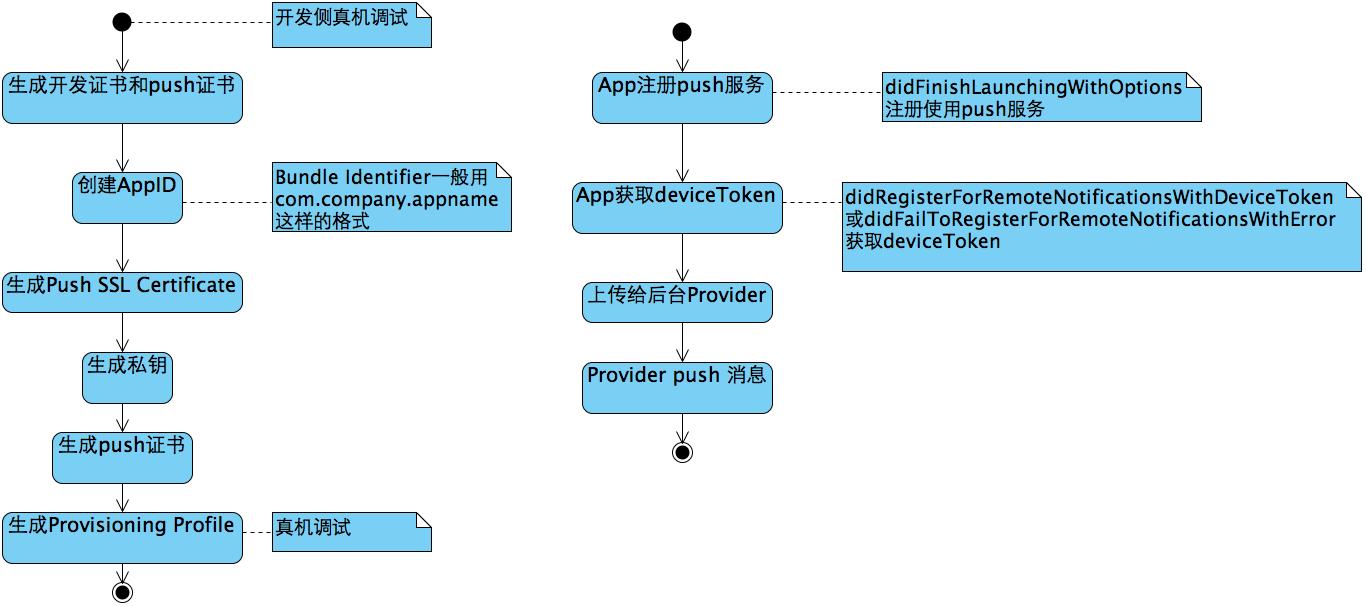 开发侧真机调试
生成开发证书和push证书
创建AppID
Bundle Identifier一般用
com.company.appname
这样的格式
生成Push SSL Certificate
生成私钥
生成push证书
生成Provisioning Profile
真机调试
App注册push服务
didFinishLaunchingWithOptions
注册使用push服务
App获取deviceToken
didRegisterForRemoteNotificationsWithDeviceToken
或didFailToRegisterForRemoteNotificationsWithError
获取deviceToken
上传给后台Provider
Provider push 消息